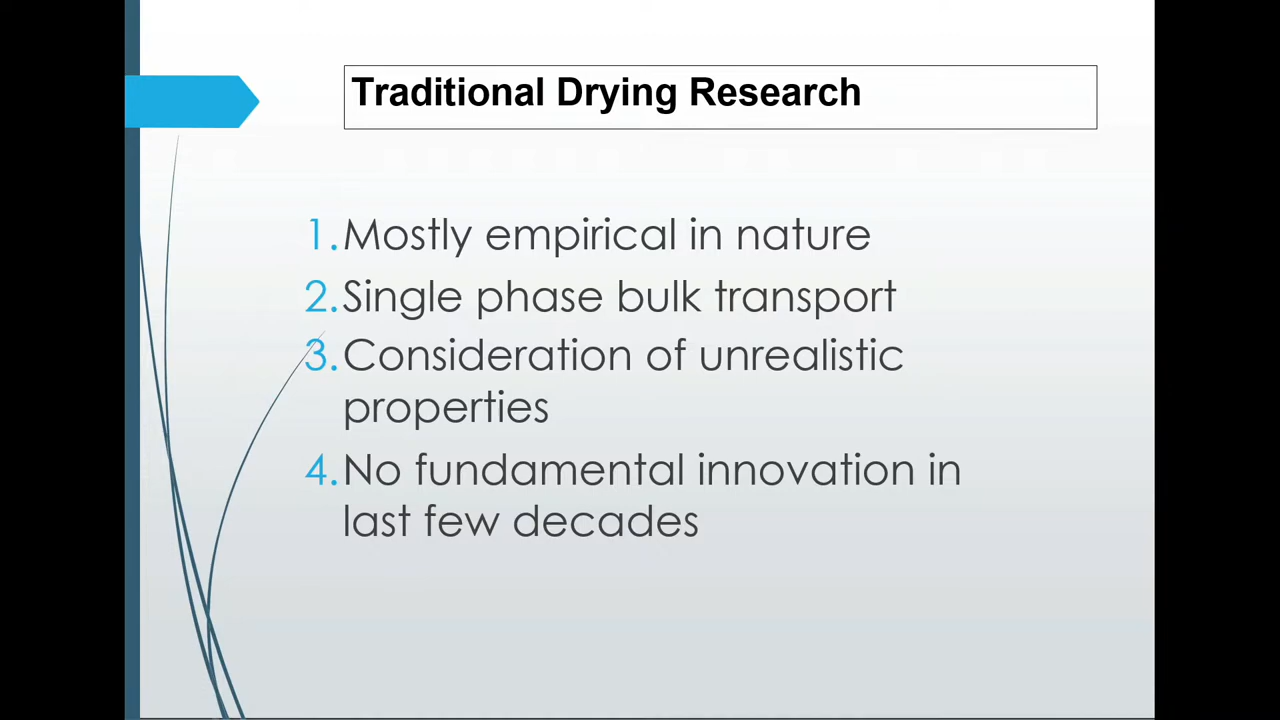 Traditional Drying Research
1. Mostly empirical in nature
2. Single phase bulk transport
3. Consideration of unrealistic
properties
4. No fundamental innovation in
last few decades